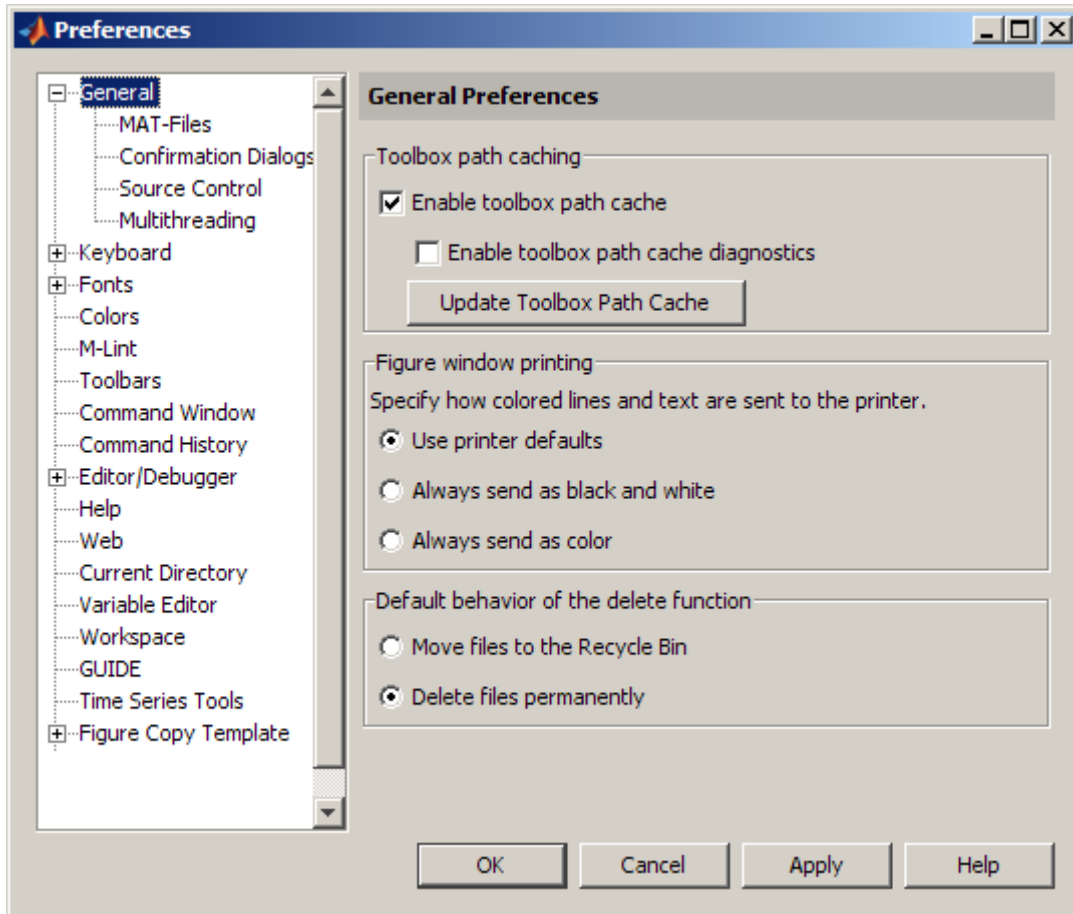 Preferences
General
MAT-Files
Confirmation Dialogs
Source Control
Multithreading
Keyboard
Fonts
Colors
M-Lint
Toolbars
Command Window
Command History
Editor/Debugger
Help
Web
Current Directory
Variable Editor
Workspace
GUIDE
Time Series Tools
Figure Copy Template
General Preferences
Toolbox path caching
Enable toolbox path cache
Enable toolbox path cache diagnostics
Update Toolbox Path Cache
Figure window printing
Specify how colored lines and text are sent to the printer.
Use printer defaults
Always send as black and white
Always send as color
Default behavior of the delete function
Move files to the Recycle Bin
Delete files permanently
OK
Cancel
Apply
Help